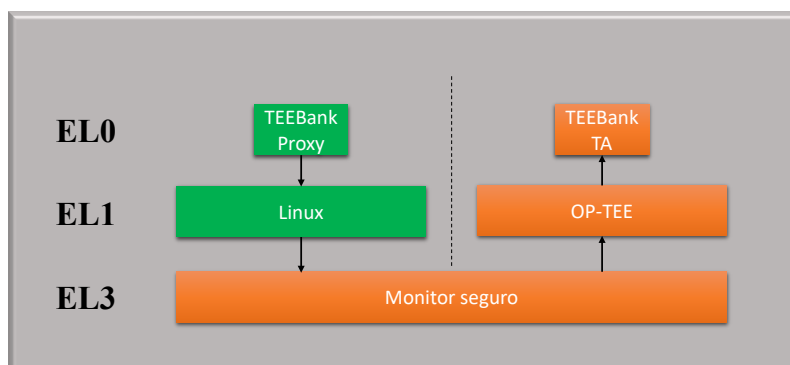 EL0
TEEBank
Proxy
TEEBank
TA
EL1
Linux
OP-TEE
EL3
Monitor seguro